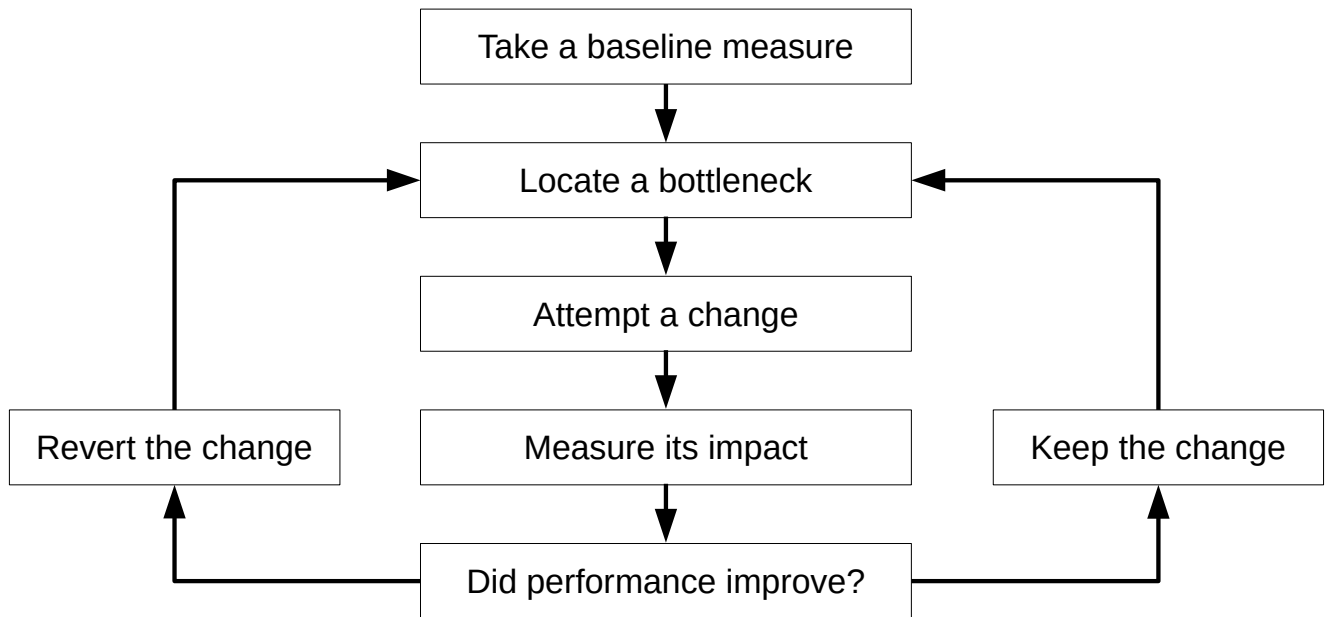 Take a baseline measure
Locate a bottleneck
Attempt a change
Revert the change
Measure its impact
Keep the change
Did performance improve?